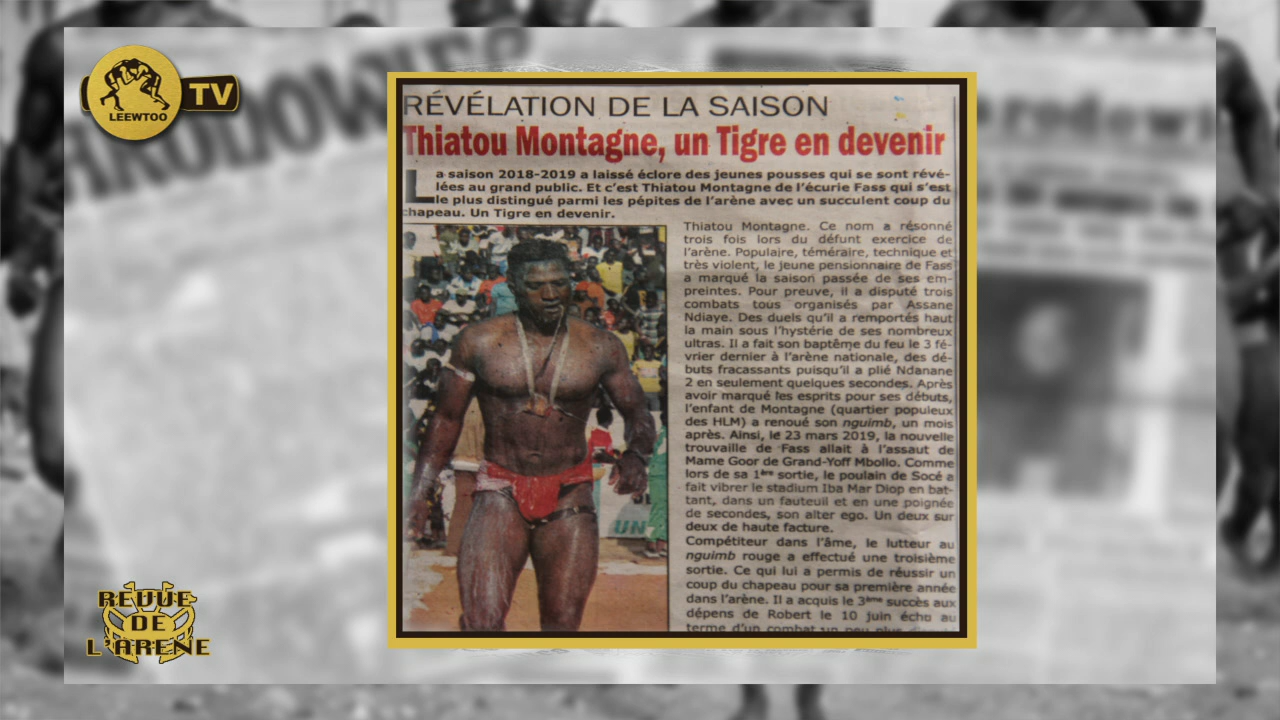 LEEWTOO
TV
RÉVÉLATION DE LA SAISON
Thiatou Montagne, un Tigre en devenir
La saison 2018-2019 a laissé éclore des jeunes pousses qui se sont révé-
lées au grand public. Et c'est Thiatou Montagne de l'écurie Fass qui s'est
le plus distingué parmi les pépites de l'arène avec un succulent coup du
chapeau. Un Tigre en devenir.
Thiatou Montagne. Ce nom a résonné
trois fois lors du défunt exercice de
l'arène. Populaire, téméraire, technique et
très violent, le jeune pensionnaire de Fass
a marqué la saison passée de ses em-
preintes. Pour preuve, il a disputé trois
combats tous organisés par Assane
Ndiaye. Des duels qu'il a remportés haut
la main sous l'hystérie de ses nombreux
ultras. Il a fait son baptême du feu le 3 fé-
vrier dernier à l'arène nationale, des dé-
buts fracassants puisqu'il a plié Ndanane
2 en seulement quelques secondes. Après
avoir marqué les esprits pour ses débuts,
l'enfant de Montagne (quartier populeux
des HLM) a renoué son nguimb, un mois
après. Ainsi, le 23 mars 2019, la nouvelle
trouvaille de Fass allait à l'assaut de
Mame Goor de Grand-Yoff Mbollo. Comme
lors de sa 1ère sortie, le poulain de Socé a
fait vibrer le stadium Iba Mar Diop en bat-
tant, dans un fauteuil et en une poignée
de secondes, son alter ego. Un deux sur
deux de haute facture.
Compétiteur dans l'âme, le lutteur au
nguimb rouge a effectué une troisième
sortie. Ce qui lui a permis de réussir un
coup du chapeau pour sa première année
dans l'arène. Il a acquis le 3ème succès aux
dépens de Robert le 10 juin échu au
terme d'un combat un peu plus
UN
REVUE
DE
L'ARENE